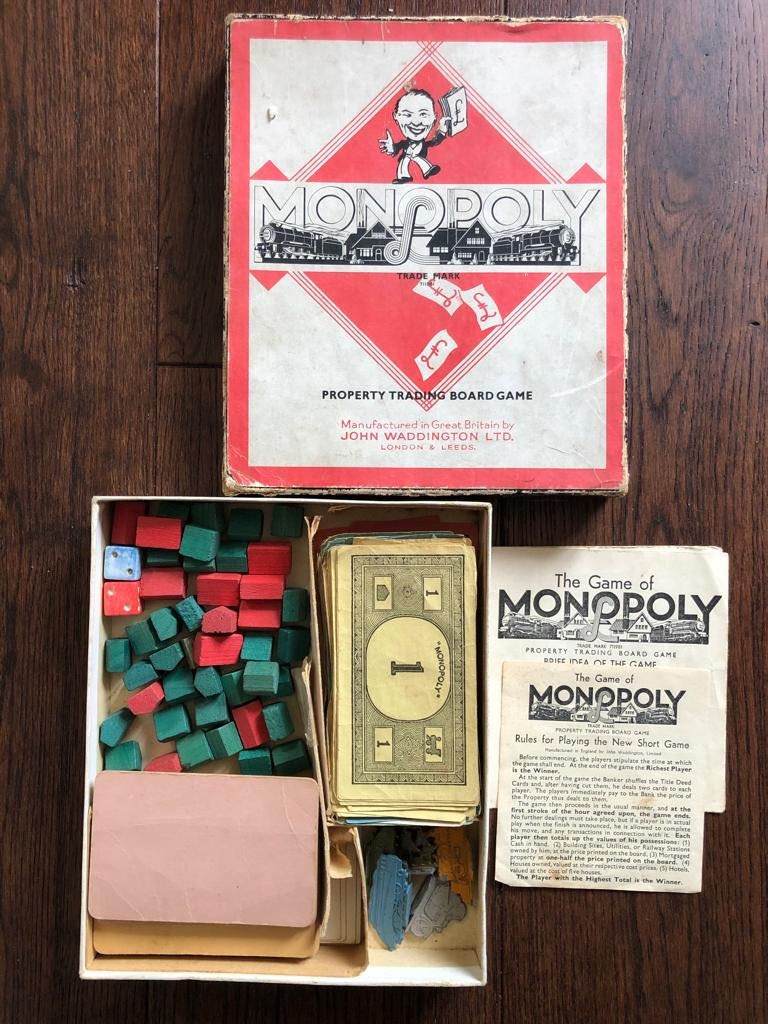 £
MONOPOLY
TRADE MARK
PROPERTY TRADING BOARD GAME
Manufactured in Great Britain by
JOHN WADDINGTON LTD.
LONDON & LEEDS.
1
"MONOPOLY"
1
1
The Game of
MONOPOLY
TRADE MARK 711981
PROPERTY TRADING BOARD GAME
BRIEF IDEA OF THE GAME
The Game of
MONOPOLY
TRADE MARK
PROPERTY TRADING BOARD GAME
Rules for Playing the New Short Game
Manufactured in England by John Waddington, Limited
Before commencing, the players stipulate the time at which
the game shall end. At the end of the game the Richest Player
is the Winner.
At the start of the game the Banker shuffles the Title Deed
Cards and, after having cut them, he deals two cards to each
player. The players immediately pay to the Bank the price of
the Property thus dealt to them.
The game then proceeds in the usual manner, and at the
first stroke of the hour agreed upon, the game ends.
No further dealings must take place, but if a player is in actual
play when the finish is announced, he is allowed to complete
his move, and any transactions in connection with it. Each
player then totals up the values of his possessions: (1)
Cash in hand. (2) Building Sites, Utilities, or Railway Stations
owned by him, at the price printed on the board. (3) Mortgaged
property at one-half the price printed on the board. (4)
Houses owned, valued at their respective cost prices. (5) Hotels,
valued at the cost of five houses.
The Player with the Highest Total is the Winner.